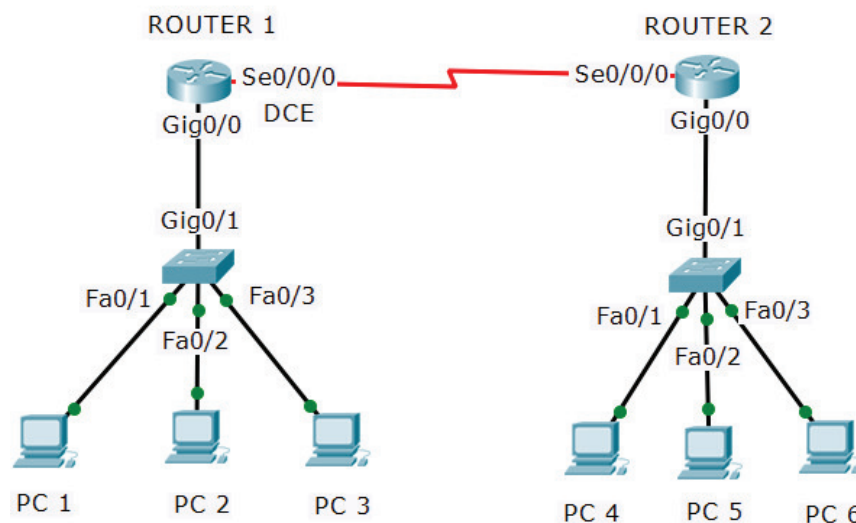 ROUTER 1
ROUTER 2
Se0/0/0
Se0/0/0
DCE
Gig0/0
Gig0/0
Gig0/1
Gig0/1
Fa0/1
Fa0/3
Fa0/2
Fa0/1
Fa0/3
Fa0/2
PC 1
PC 2
PC 3
PC 4
PC 5
PC 6